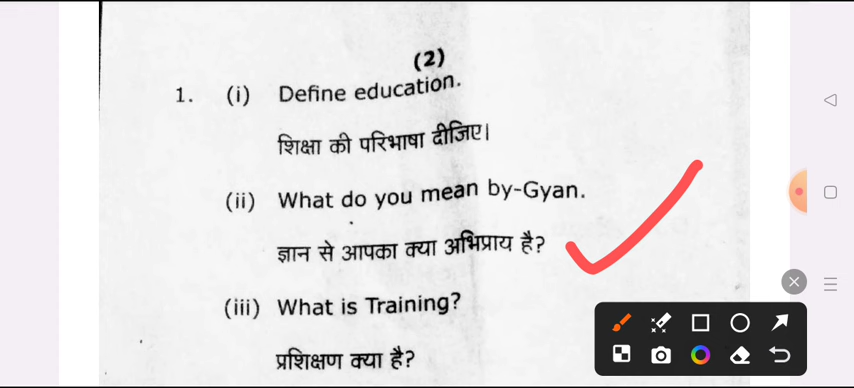 (2)
1. (i) Define education.
शिक्षा की परिभाषा दीजिए।
(ii) What do you mean by-Gyan.
ज्ञान से आपका क्या अभिप्राय है?
(iii) What is Training?
प्रशिक्षण क्या है?